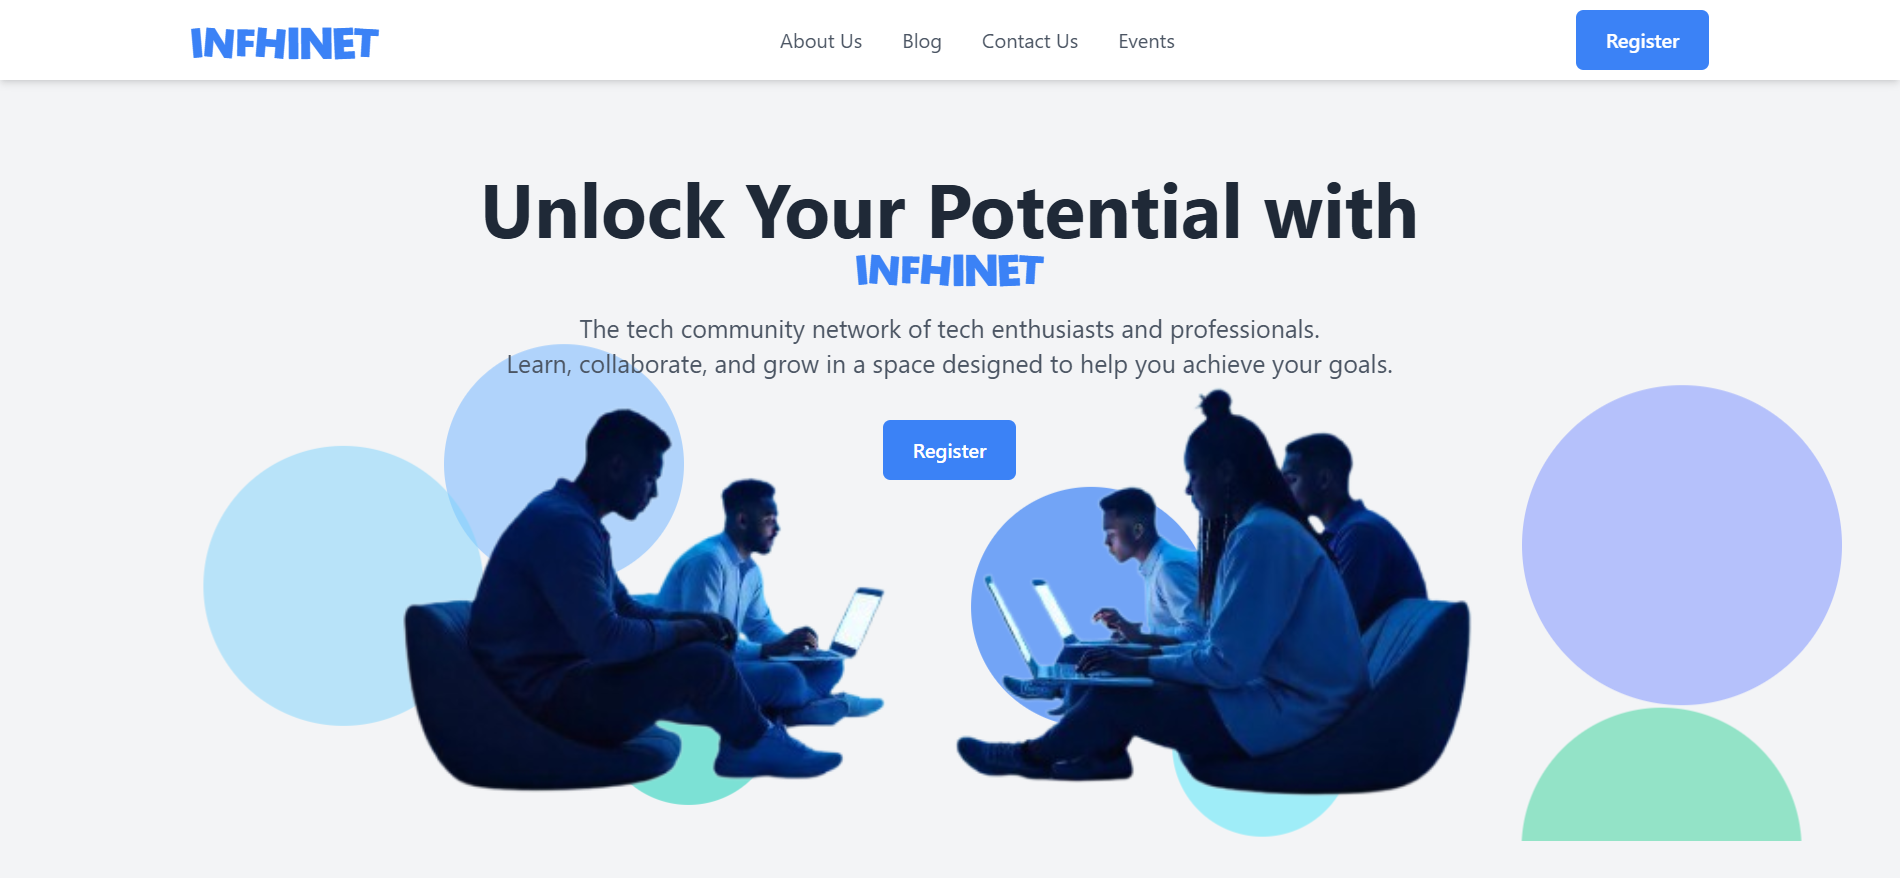 INFHINET
About Us
Blog
Contact Us
Events
Register
Unlock Your Potential with
INFHINET
The tech community network of tech enthusiasts and professionals.
Learn, collaborate, and grow in a space designed to help you achieve your goals.
Register